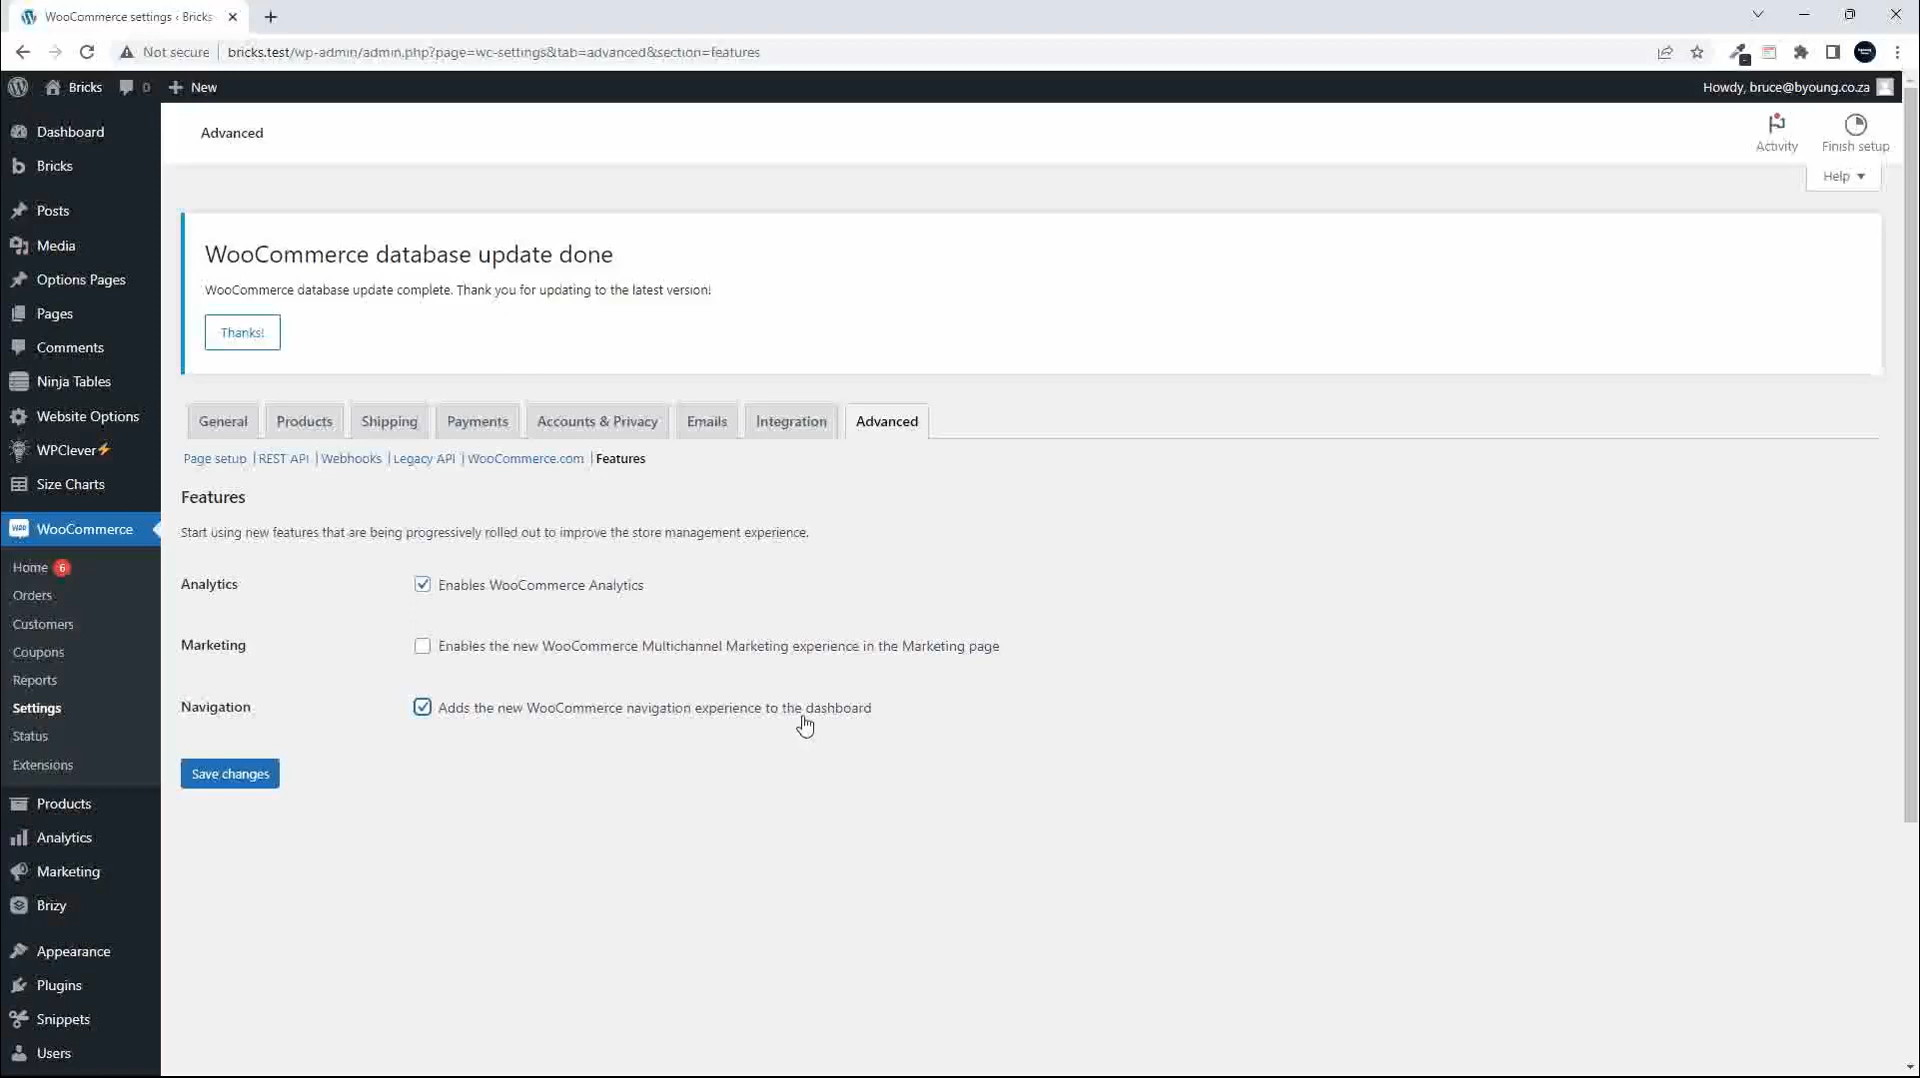 WooCommerce settings ‹ Bricks
Not secure
bricks.test/wp-admin/admin.php?page=wc-settings&tab=advanced&section=features
Bricks
0
New
Howdy, bruce@byoung.co.za
Dashboard
Bricks
Posts
Media
Options Pages
Pages
Comments
Ninja Tables
Website Options
WPClever⚡
Size Charts
WooCommerce
Home 6
Orders
Customers
Coupons
Reports
Settings
Status
Extensions
Products
Analytics
Marketing
Brizy
Appearance
Plugins
Snippets
Users
Advanced
Activity
Finish setup
Help ▼
WooCommerce database update done
WooCommerce database update complete. Thank you for updating to the latest version!
Thanks!
General Products Shipping Payments Accounts & Privacy Emails Integration Advanced
Page setup | REST API | Webhooks | Legacy API | WooCommerce.com | Features
Features
Start using new features that are being progressively rolled out to improve the store management experience.
Analytics Enables WooCommerce Analytics
Marketing Enables the new WooCommerce Multichannel Marketing experience in the Marketing page
Navigation Adds the new WooCommerce navigation experience to the dashboard
Save changes